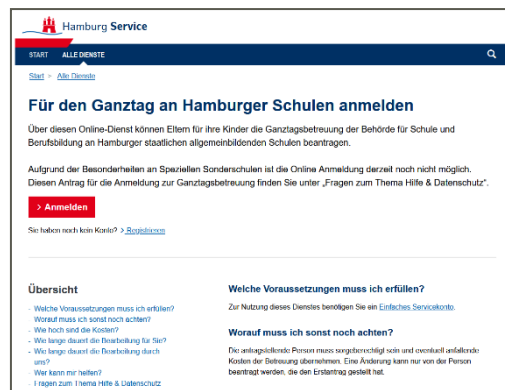 Hamburg Service
START ALLE DIENSTE
Start > Alle Dienste
Für den Ganztag an Hamburger Schulen anmelden
Über diesen Online-Dienst können Eltern für ihre Kinder die Ganztagsbetreuung der Behörde für Schule und
Berufsbildung an Hamburger staatlichen allgemeinbildenden Schulen beantragen.
Aufgrund der Besonderheiten an Speziellen Sonderschulen ist die Online Anmeldung derzeit noch nicht möglich.
Diesen Antrag für die Anmeldung zur Ganztagsbetreuung finden Sie unter „Fragen zum Thema Hilfe & Datenschutz“.
> Anmelden
Sie haben noch kein Konto? > Registrieren
Übersicht
- Welche Voraussetzungen muss ich erfüllen?
Worauf muss ich sonst noch achten?
- Wie hoch sind die Kosten?
- Wie lange dauert die Bearbeitung für Sie?
- Wie lange dauert die Bearbeitung durch
uns?
- Wer kann mir helfen?
- Fragen zum Thema Hilfe & Datenschutz
Welche Voraussetzungen muss ich erfüllen?
Zur Nutzung dieses Dienstes benötigen Sie ein Einfaches Servicekonto.
Worauf muss ich sonst noch achten?
Die antragstellende Person muss sorgeberechtigt sein und eventuell anfallende
Kosten der Betreuung übernehmen. Eine Änderung kann nur von der Person
beantragt werden, die den Erstantrag gestellt hat.